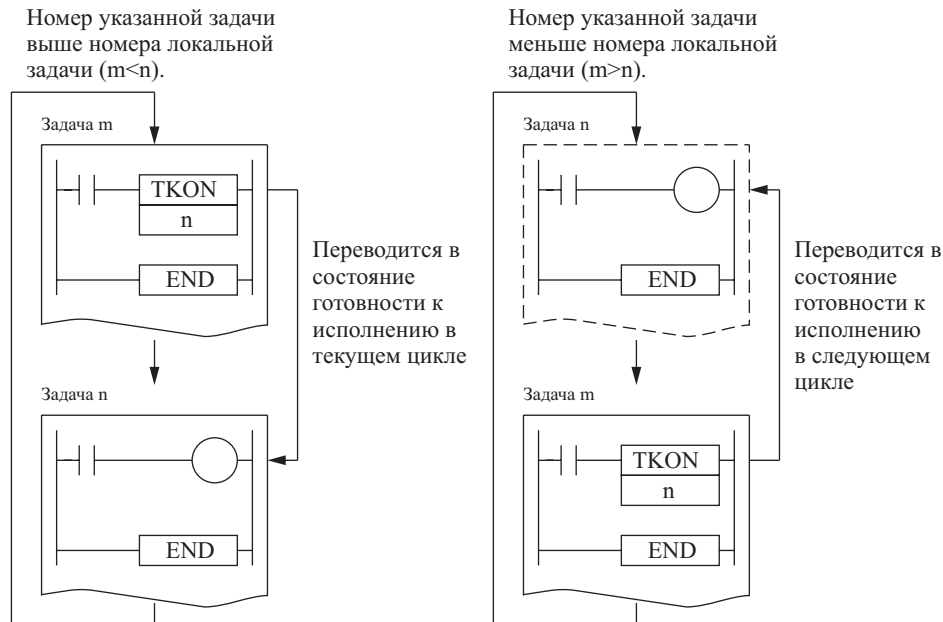 Номер указанной задачи
выше номера локальной
задачи (m<n).
Задача m
TKON
n
END
Переводится в
состояние
готовности к
исполнению в
текущем цикле
Задача n
END
Номер указанной задачи
меньше номера локальной
задачи (m>n).
Задача n
END
Переводится в
состояние
готовности к
исполнению
в следующем
цикле
Задача m
TKON
n
END